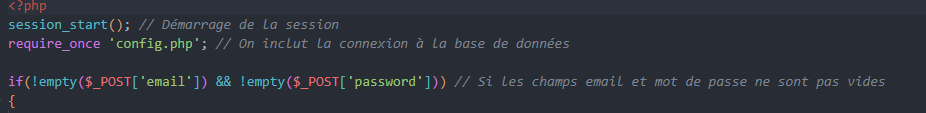 <?php
session_start(); // Démarrage de la session
require_once 'config.php'; // On inclut la connexion à la base de données
if(!empty($_POST['email']) && !empty($_POST['password'])) // Si les champs email et mot de passe ne sont pas vides
{